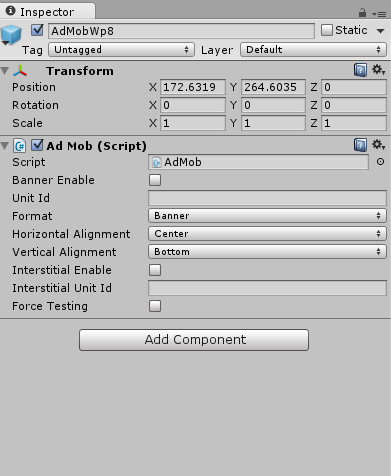 Inspector
AdMobWp8 Static
Tag Untagged Layer Default
Transform
Position X 172.6319 Y 264.6035 Z 0
Rotation X 0 Y 0 Z 0
Scale X 1 Y 1 Z 1
Ad Mob (Script)
Script AdMob
Banner Enable
Unit Id
Format Banner
Horizontal Alignment Center
Vertical Alignment Bottom
Interstitial Enable
Interstitial Unit Id
Force Testing
Add Component